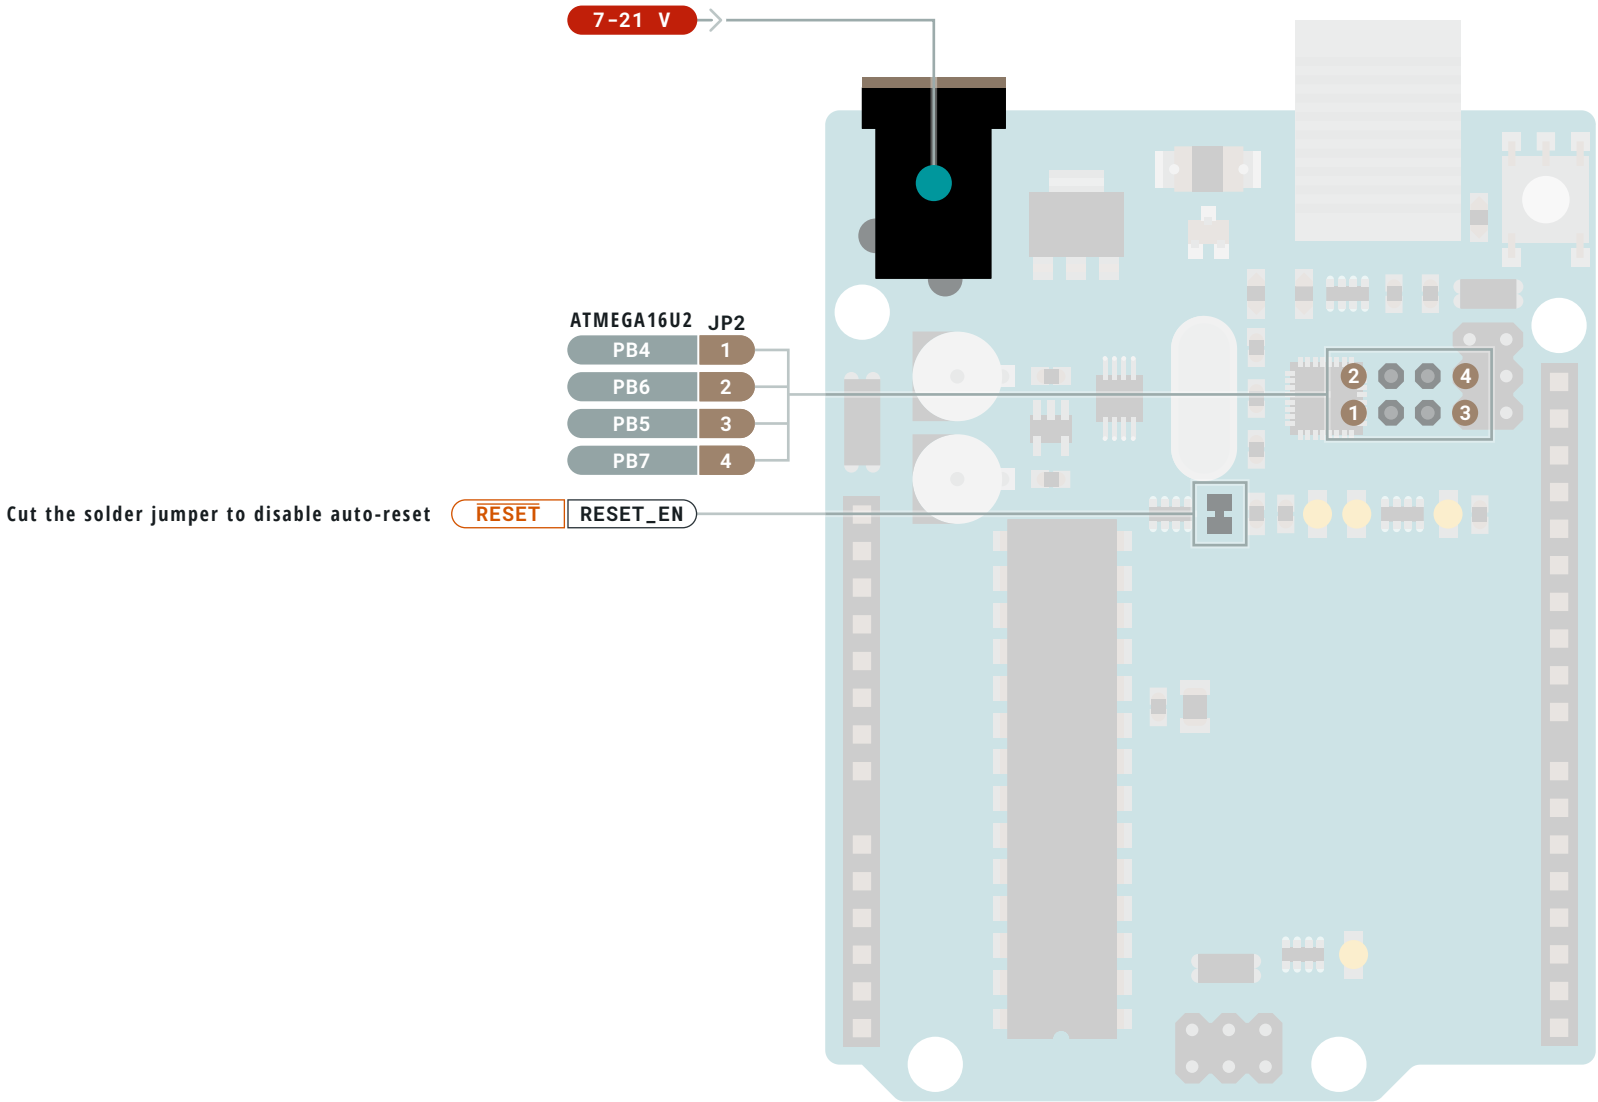 7-21 V
ATMEGA16U2 JP2
PB4 1
PB6 2
PB5 3
PB7 4
2 4
1 3
Cut the solder jumper to disable auto-reset RESET RESET_EN